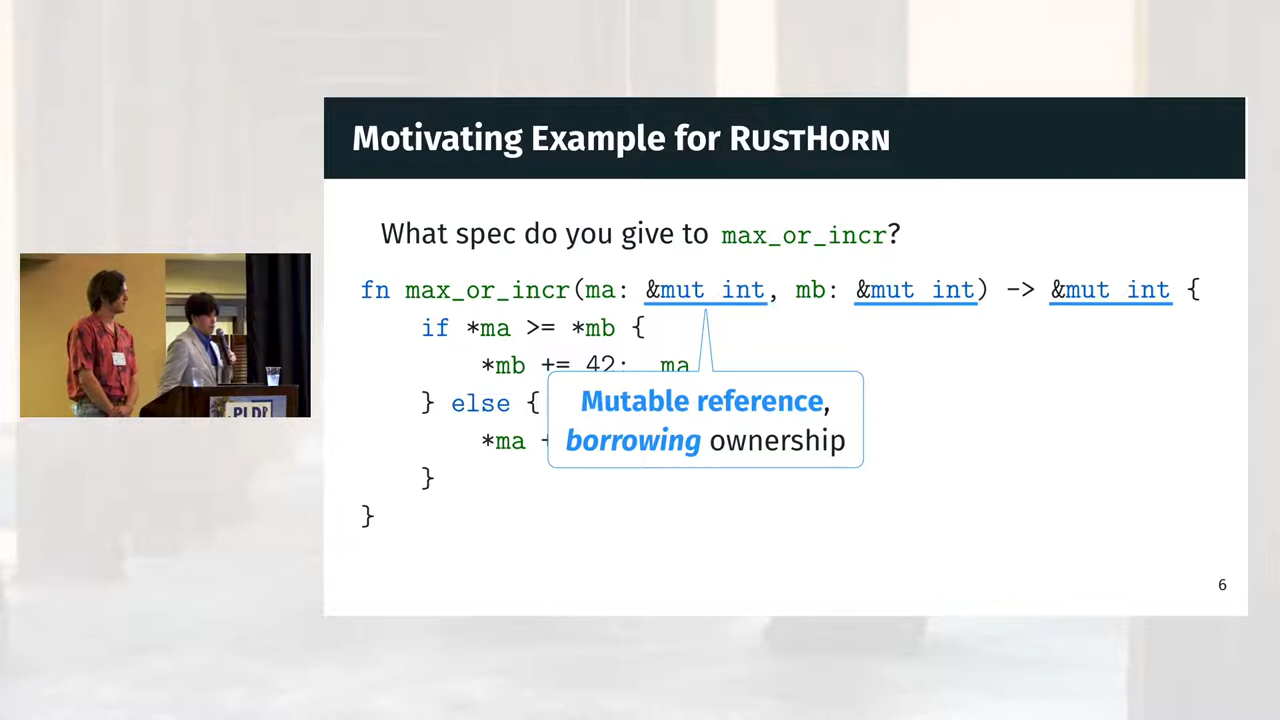 Motivating Example for RUSTHORN
What spec do you give to max_or_incr?
fn max_or_incr(ma: &mut int, mb: &mut int) -> &mut int {
if *ma >= *mb {
*mb += 42; ma
} else {
*ma
}
}
Mutable reference,
borrowing ownership
6
PLDI